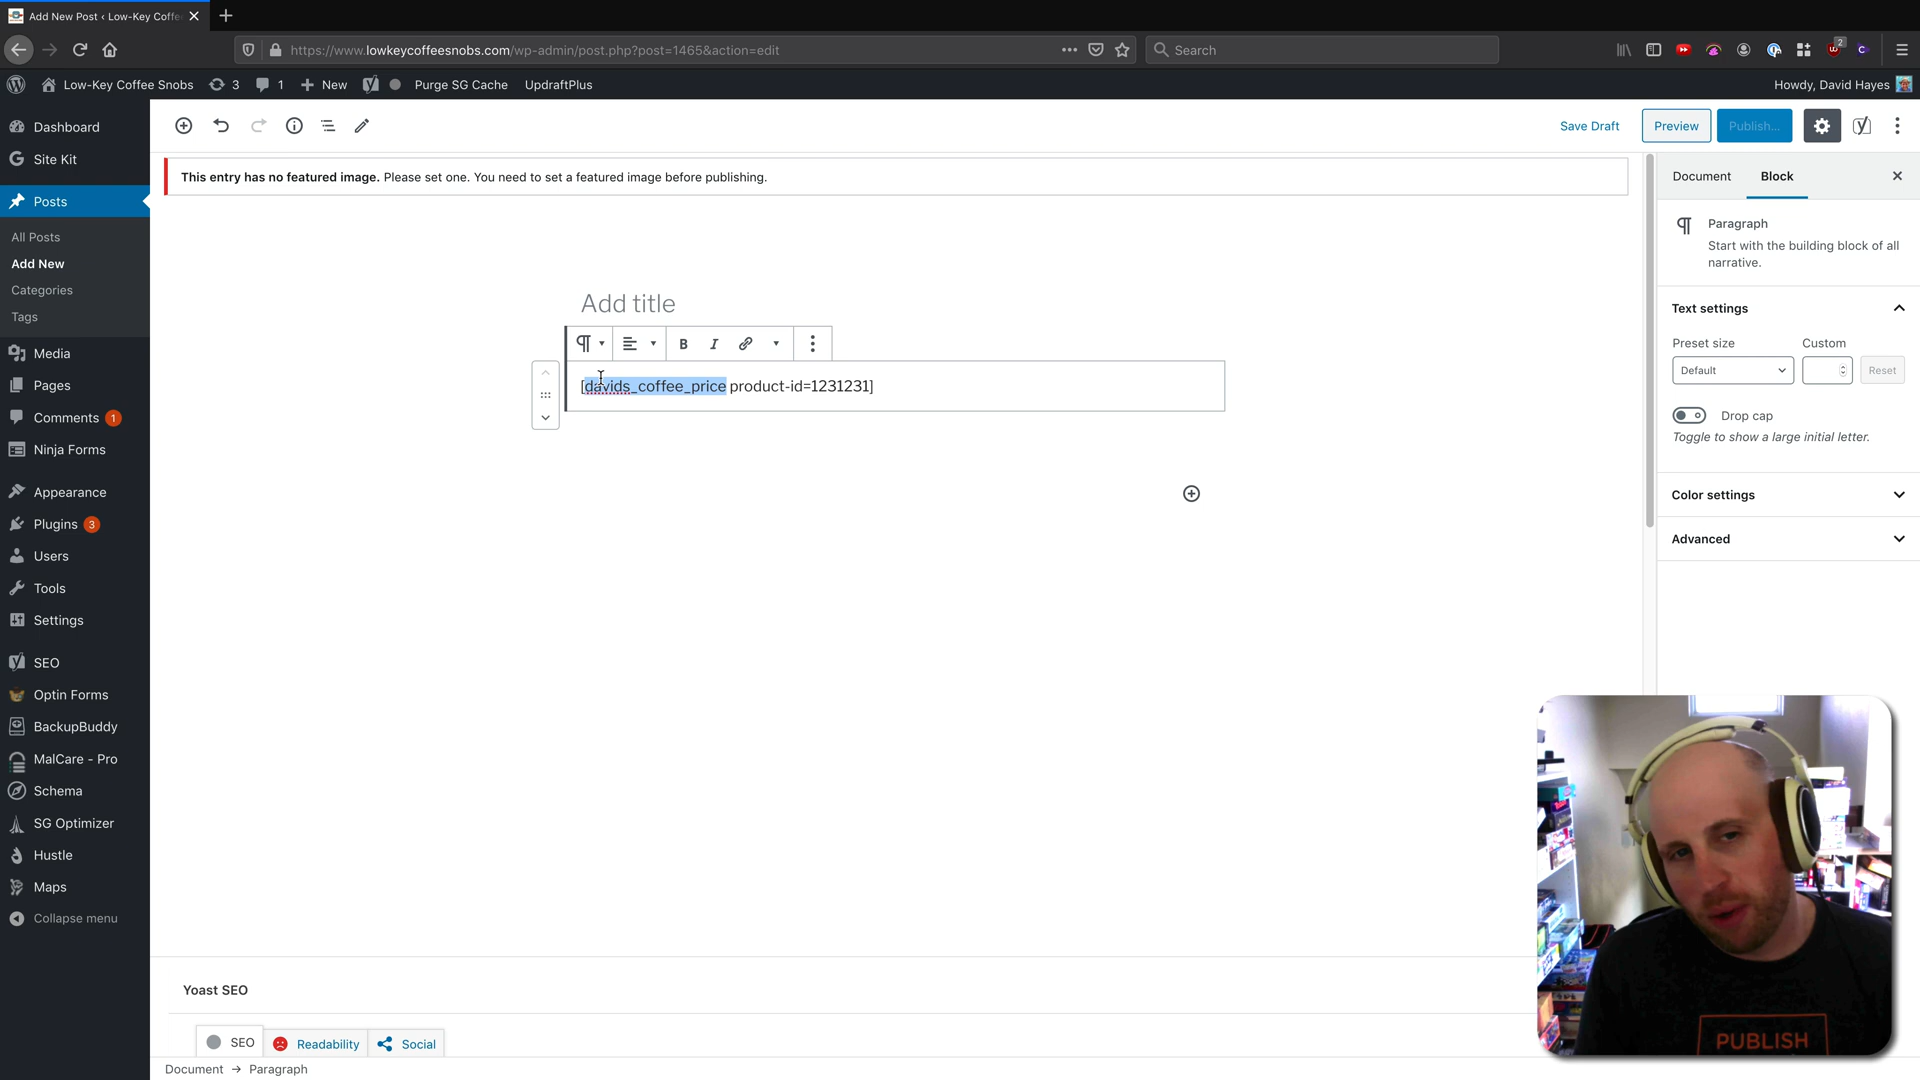 Add New Post ‹ Low-Key Coffe
https://www.lowkeycoffeesnobs.com/wp-admin/post.php?post=1465&action=edit
Search
2
Low-Key Coffee Snobs
3
1
New
Purge SG Cache
UpdraftPlus
Howdy, David Hayes
Dashboard
Site Kit
Posts
All Posts
Add New
Categories
Tags
Media
Pages
Comments 1
Ninja Forms
Appearance
Plugins 3
Users
Tools
Settings
SEO
Optin Forms
BackupBuddy
MalCare - Pro
Schema
SG Optimizer
Hustle
Maps
Collapse menu
Save Draft
Preview
Publish...
This entry has no featured image. Please set one. You need to set a featured image before publishing.
Add title
B I
[davids_coffee_price product-id=1231231]
Document
Block
Paragraph
Start with the building block of all
narrative.
Text settings
Preset size
Custom
Default
Reset
Drop cap
Toggle to show a large initial letter.
Color settings
Advanced
Yoast SEO
SEO
Readability
Social
Document → Paragraph
PUBLISH